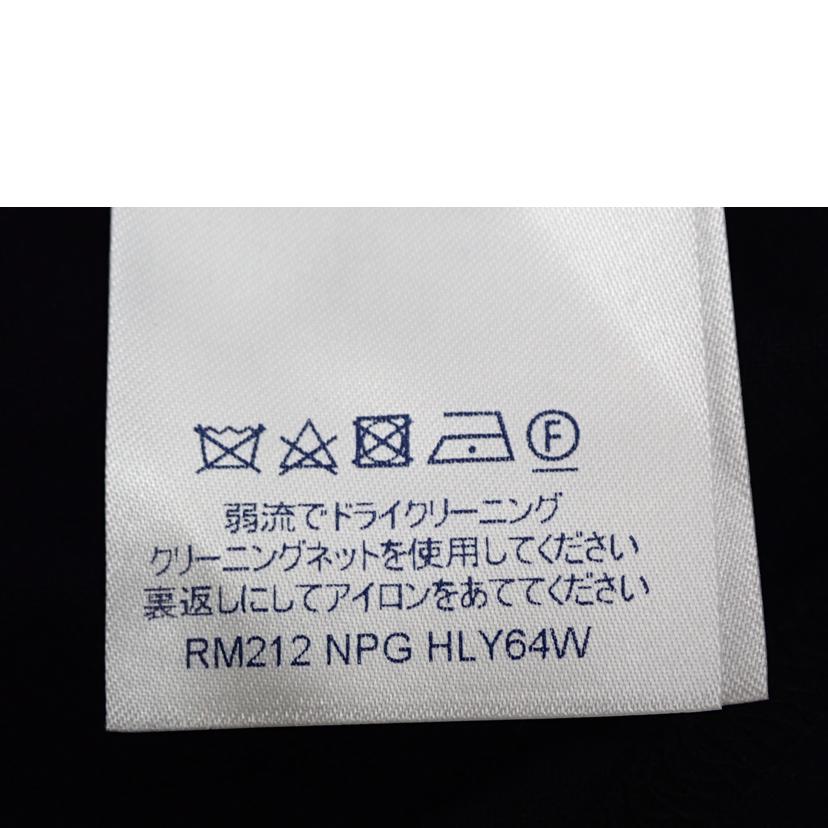 F
弱流でドライクリーニング
クリーニングネットを使用してください
裏返しにしてアイロンをあててください
RM212 NPG HLY64W